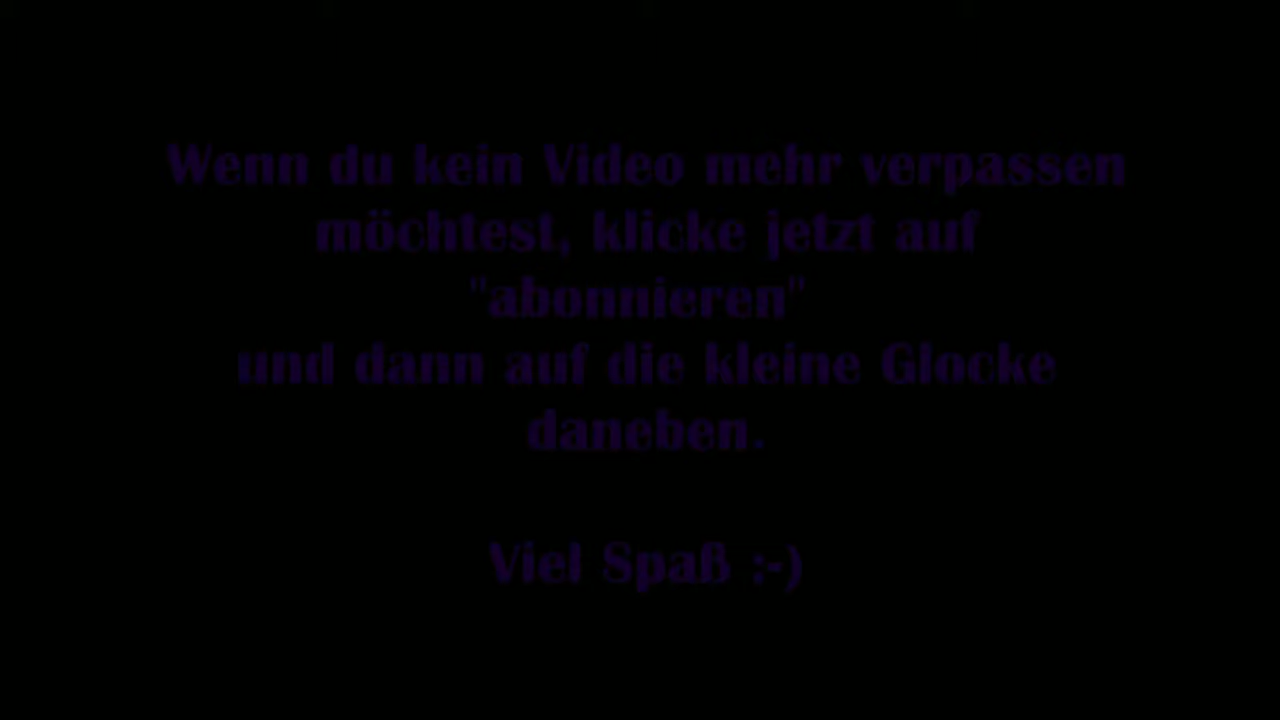 Wenn du kein Video mehr verpassen
möchtest, klicke jetzt auf
"abonnieren"
und dann auf die kleine Glocke
daneben.
Viel Spaß :-)